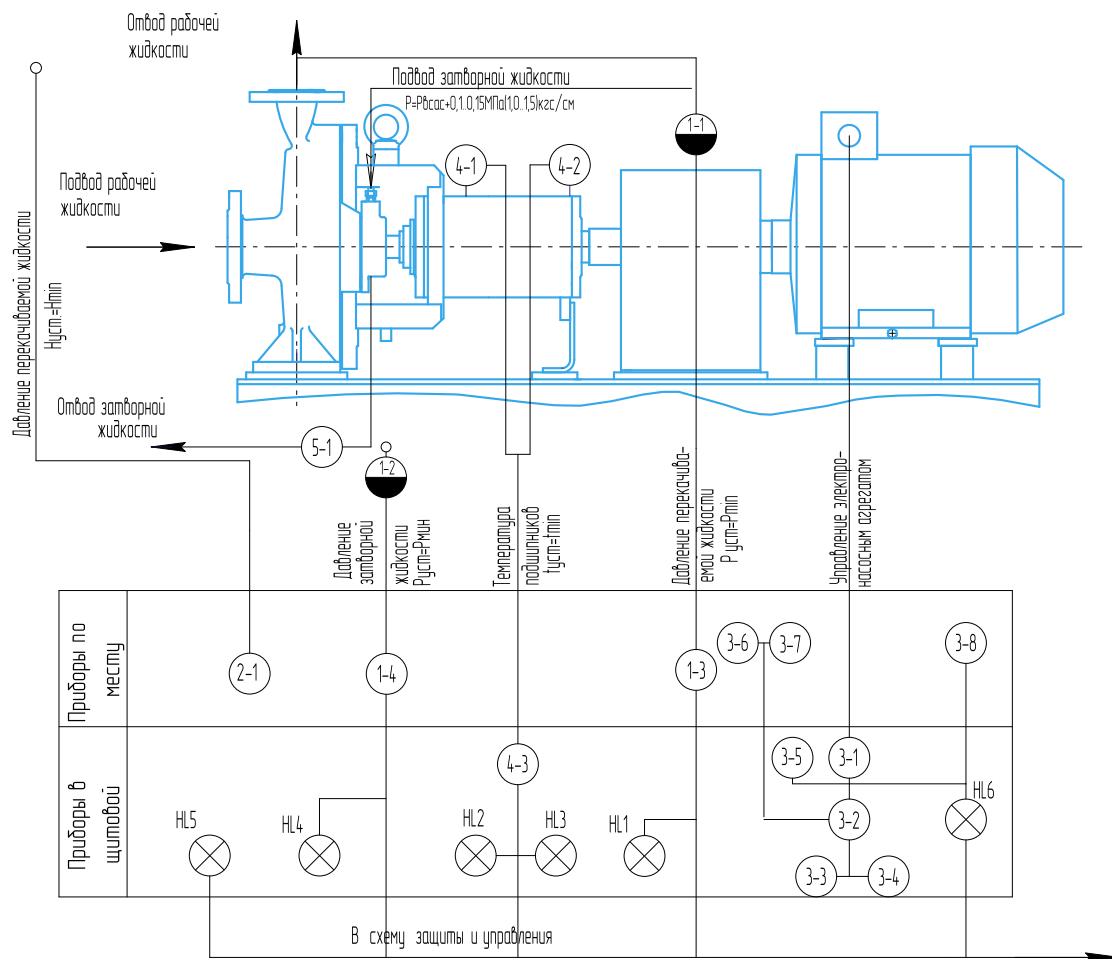 Отвод рабочей
жидкости
Подвод затворной жидкости
P=Pвсас+0,1..0,15МПа(1,0..1,5)кгс/см
1-1
4-1
4-2
Подвод рабочей
жидкости
Давление перекачиваемой жидкости
Hуст.=Hmin
Отвод затворной
жидкости
5-1
1-2
Давление
затворной
жидкости
Pуст=Pмин
Температура
подшипников
tуст=tmin
Давление перекачива-
емой жидкости
P уст=Pmin
Управление электро-
насосным агрегатом
Приборы по
месту
2-1
1-4
1-3
3-6
3-7
3-8
Приборы в
щитовой
4-3
3-5
3-1
3-2
3-3
3-4
HL5
HL4
HL2
HL3
HL1
HL6
В схему защиты и управления